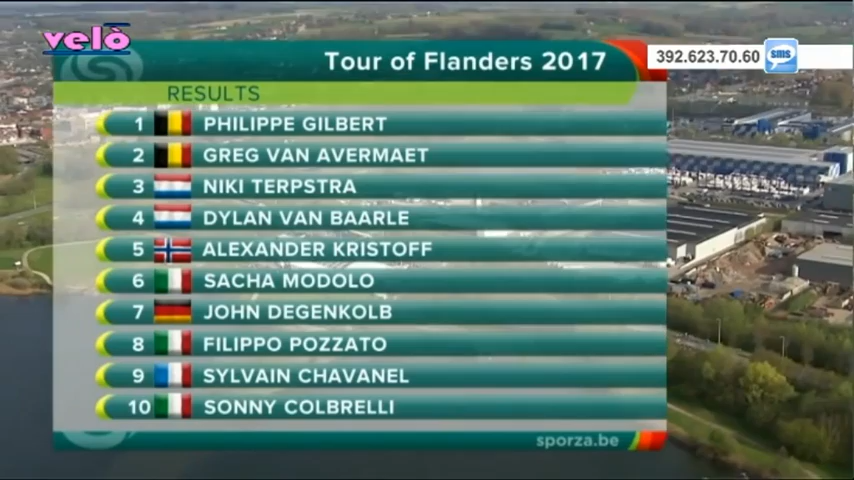 velò
Tour of Flanders 2017
392.623.70.60
sms
RESULTS
1 PHILIPPE GILBERT
2 GREG VAN AVERMAET
3 NIKI TERPSTRA
4 DYLAN VAN BAARLE
5 ALEXANDER KRISTOFF
6 SACHA MODOLO
7 JOHN DEGENKOLB
8 FILIPPO POZZATO
9 SYLVAIN CHAVANEL
10 SONNY COLBRELLI
sporza.be